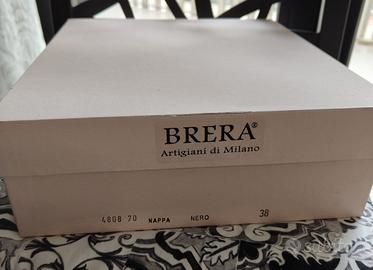 BRERA®
Artigiani di Milano
4808 70 NAPPA NERO 38